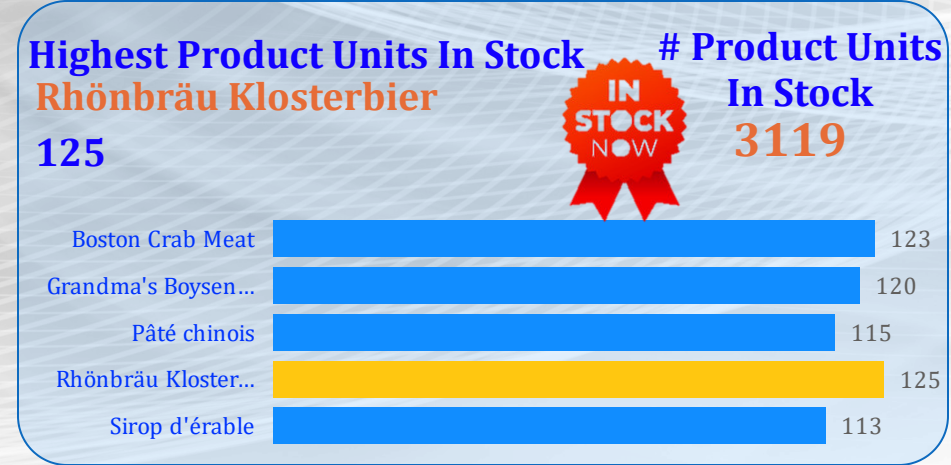 Highest Product Units In Stock
Rhönbräu Klosterbier
125
# Product Units
In Stock
3119
IN
STOCK
NOW
Boston Crab Meat 123
Grandma's Boysen... 120
Pâté chinois 115
Rhönbräu Kloster... 125
Sirop d'érable 113